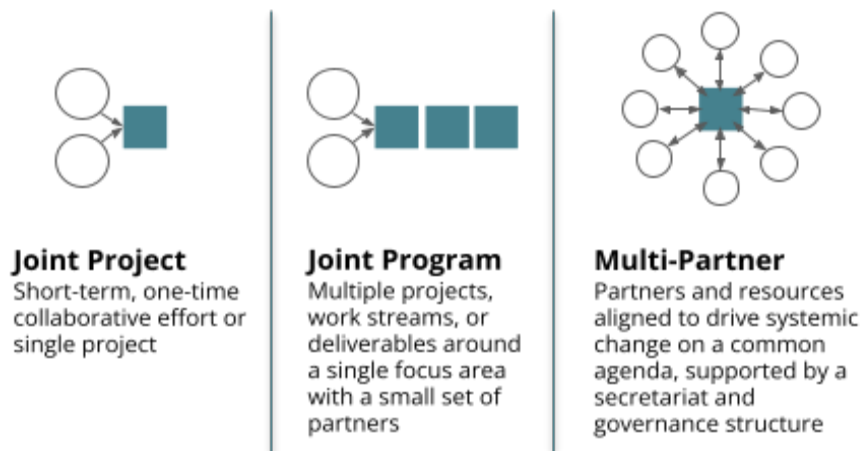 Joint Project
Short-term, one-time
collaborative effort or
single project
Joint Program
Multiple projects,
work streams, or
deliverables around
a single focus area
with a small set of
partners
Multi-Partner
Partners and resources
aligned to drive systemic
change on a common
agenda, supported by a
secretariat and
governance structure